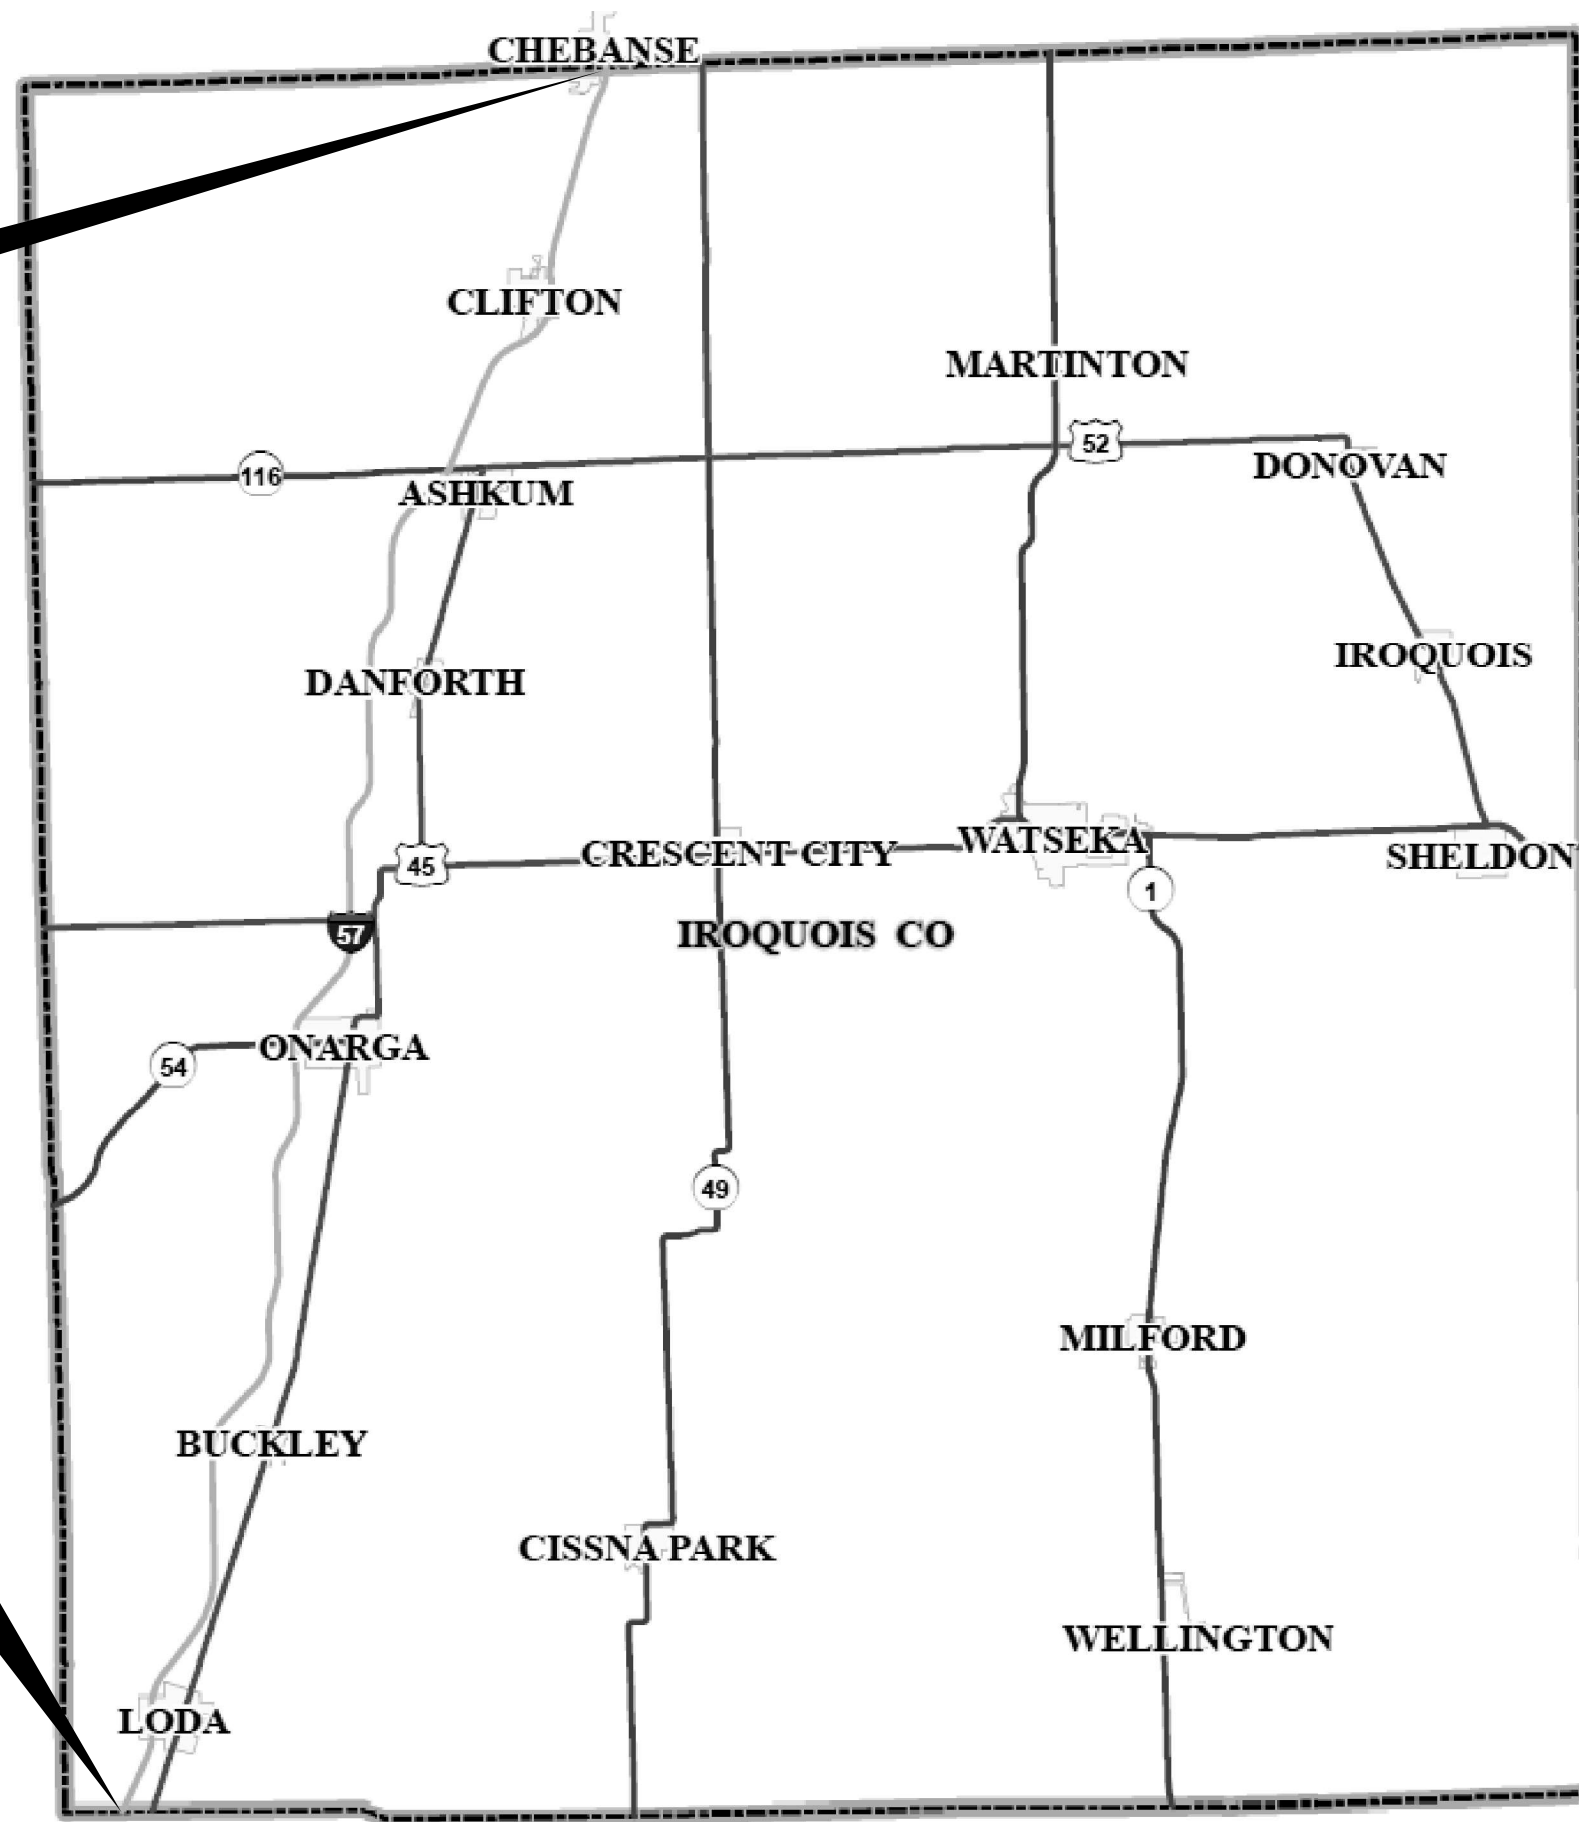 CHEBANSE
CLIFTON
MARTINTON
52
116
ASHKUM
DONOVAN
DANFORTH
IROQUOIS
45
CRESCENT CITY
WATSEKA
SHELDON
1
57
IROQUOIS CO
ONARGA
54
49
MILFORD
BUCKLEY
CISSNA PARK
WELLINGTON
LODA